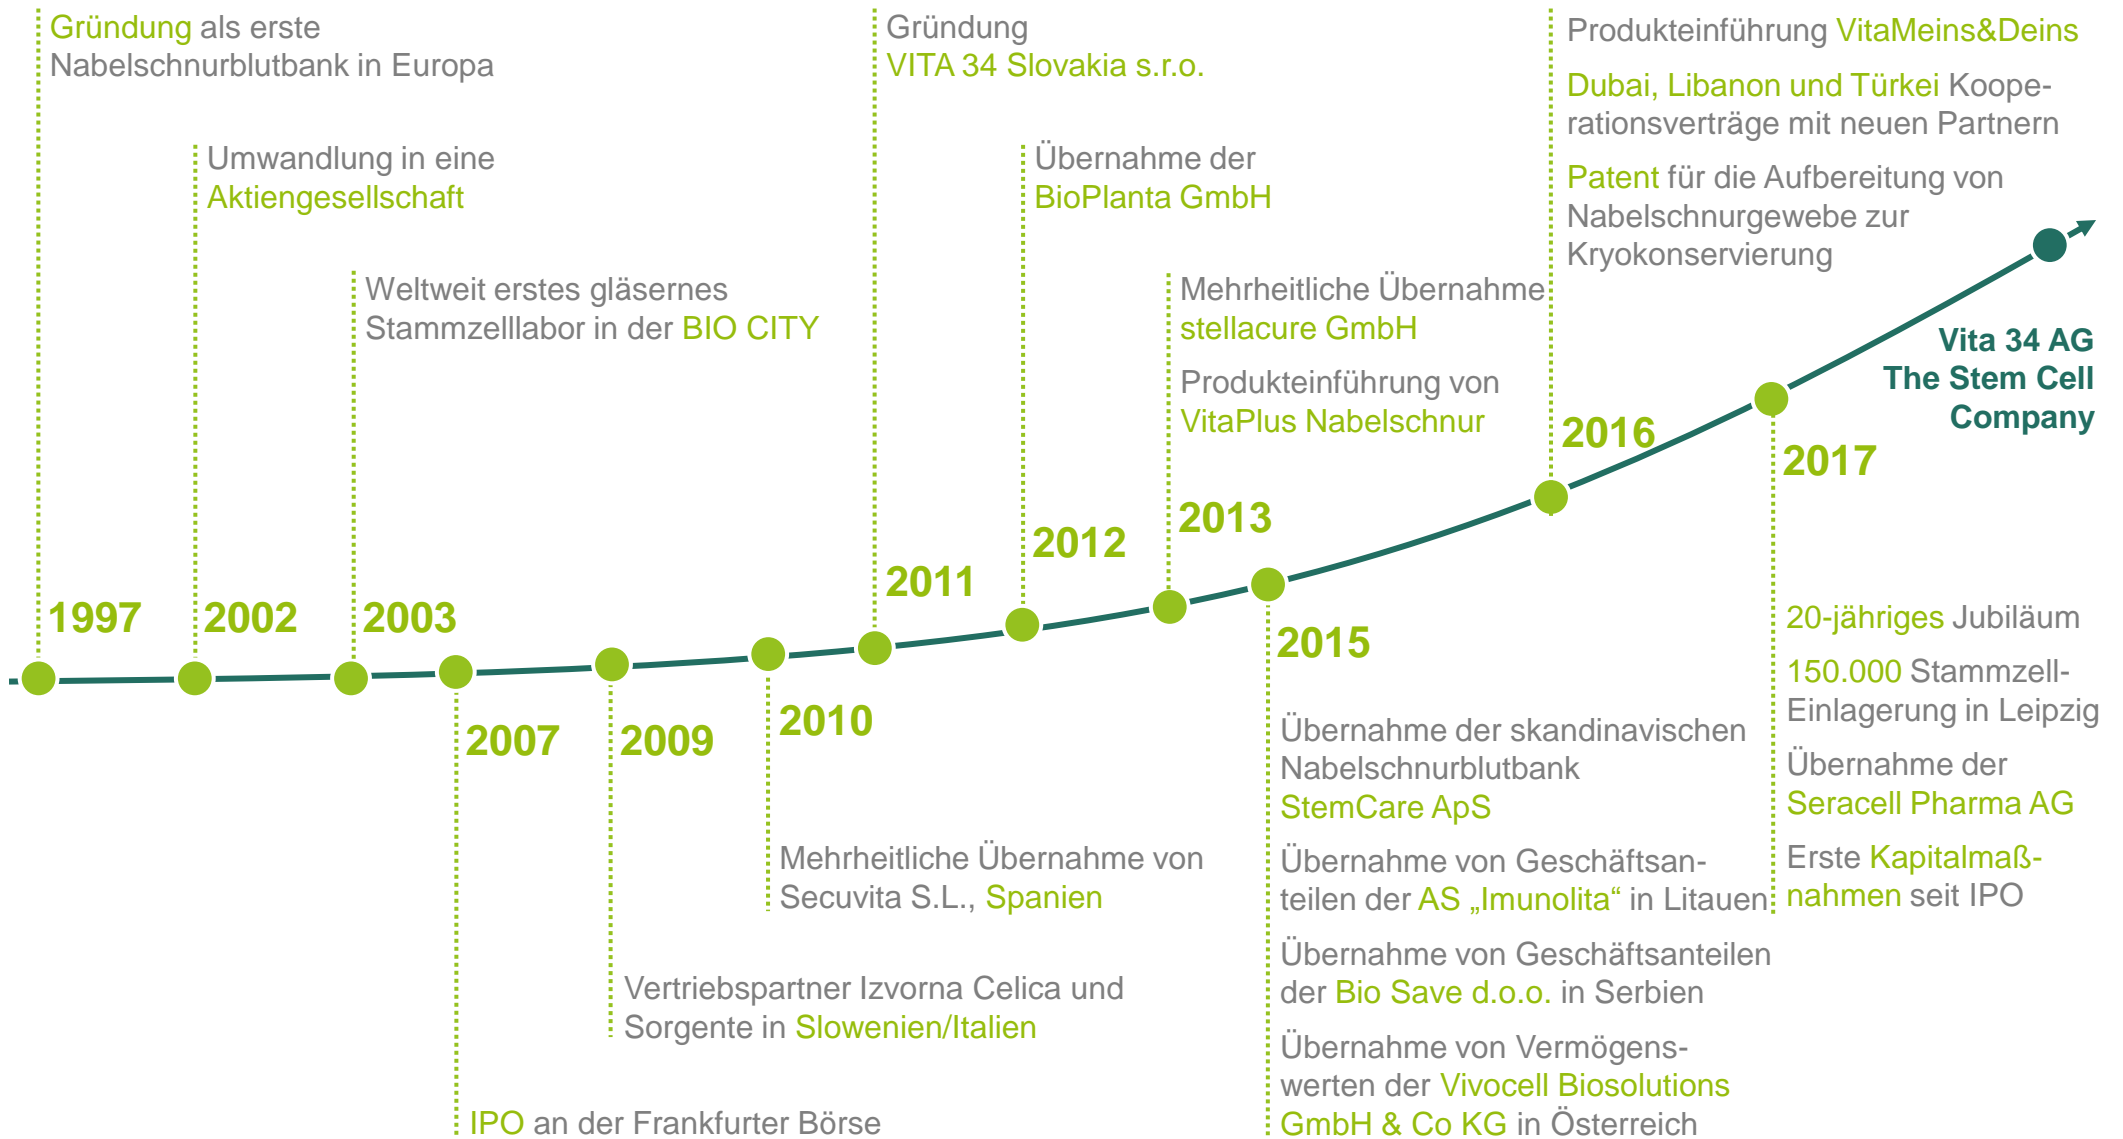 Gründung als erste
Nabelschnurblutbank in Europa
1997
Umwandlung in eine
Aktiengesellschaft
2002
Weltweit erstes gläsernes
Stammzelllabor in der BIO CITY
2003
2007
IPO an der Frankfurter Börse
2009
Vertriebspartner Izvorna Celica und
Sorgente in Slowenien/Italien
2010
Mehrheitliche Übernahme von
Secuvita S.L., Spanien
Gründung
VITA 34 Slovakia s.r.o.
2011
Übernahme der
BioPlanta GmbH
2012
Mehrheitliche Übernahme
stellacure GmbH
Produkteinführung von
VitaPlus Nabelschnur
2013
2015
Übernahme der skandinavischen
Nabelschnurblutbank
StemCare ApS
Übernahme von Geschäftsan-
teilen der AS „Imunolita“ in Litauen
Übernahme von Geschäftsanteilen
der Bio Save d.o.o. in Serbien
Übernahme von Vermögens-
werten der Vivocell Biosolutions
GmbH & Co KG in Österreich
Produkteinführung VitaMeins&Deins
Dubai, Libanon und Türkei Koope-
rationsverträge mit neuen Partnern
Patent für die Aufbereitung von
Nabelschnurgewebe zur
Kryokonservierung
2016
2017
20-jähriges Jubiläum
150.000 Stammzell-
Einlagerung in Leipzig
Übernahme der
Seracell Pharma AG
Erste Kapitalmaß-
nahmen seit IPO
Vita 34 AG
The Stem Cell
Company